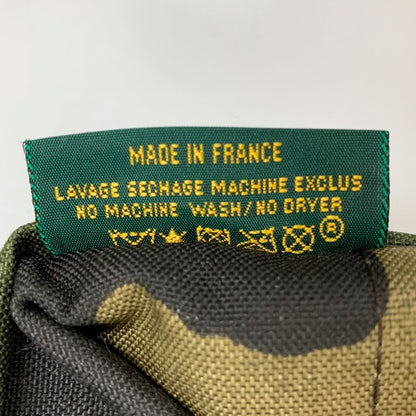 MADE IN FRANCE
LAVAGE SECHAGE MACHINE EXCLUS
NO MACHINE WASH/NO DRYER
®